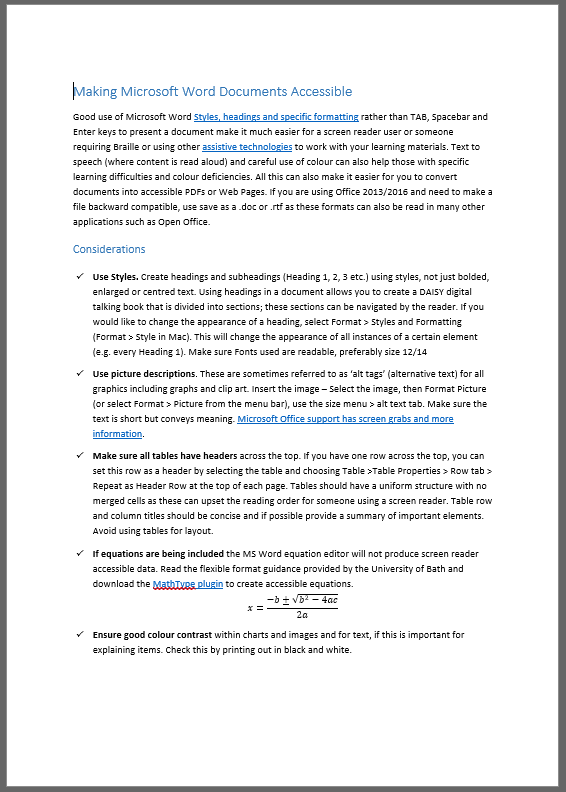 Making Microsoft Word Documents Accessible
Good use of Microsoft Word Styles, headings and specific formatting rather than TAB, Spacebar and
Enter keys to present a document make it much easier for a screen reader user or someone
requiring Braille or using other assistive technologies to work with your learning materials. Text to
speech (where content is read aloud) and careful use of colour can also help those with specific
learning difficulties and colour deficiencies. All this can also make it easier for you to convert
documents into accessible PDFs or Web Pages. If you are using Office 2013/2016 and need to make a
file backward compatible, use save as a .doc or .rtf as these formats can also be read in many other
applications such as Open Office.
Considerations
✓ Use Styles. Create headings and subheadings (Heading 1, 2, 3 etc.) using styles, not just bolded,
enlarged or centred text. Using headings in a document allows you to create a DAISY digital
talking book that is divided into sections; these sections can be navigated by the reader. If you
would like to change the appearance of a heading, select Format > Styles and Formatting
(Format > Style in Mac). This will change the appearance of all instances of a certain element
(e.g. every Heading 1). Make sure Fonts used are readable, preferably size 12/14
✓ Use picture descriptions. These are sometimes referred to as ‘alt tags’ (alternative text) for all
graphics including graphs and clip art. Insert the image – Select the image, then Format Picture
(or select Format > Picture from the menu bar), use the size menu > alt text tab. Make sure the
text is short but conveys meaning. Microsoft Office support has screen grabs and more
information.
✓ Make sure all tables have headers across the top. If you have one row across the top, you can
set this row as a header by selecting the table and choosing Table >Table Properties > Row tab >
Repeat as Header Row at the top of each page. Tables should have a uniform structure with no
merged cells as these can upset the reading order for someone using a screen reader. Table row
and column titles should be concise and if possible provide a summary of important elements.
Avoid using tables for layout.
✓ If equations are being included the MS Word equation editor will not produce screen reader
accessible data. Read the flexible format guidance provided by the University of Bath and
download the MathType plugin to create accessible equations.
x = (−b ± √b² − 4ac) / 2a
✓ Ensure good colour contrast within charts and images and for text, if this is important for
explaining items. Check this by printing out in black and white.